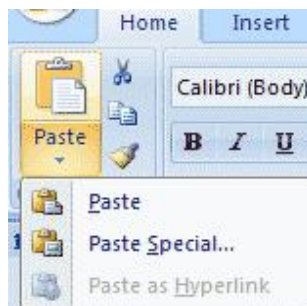 Home Insert
Calibri (Body)
Paste
B I U
Paste
Paste Special...
Paste as Hyperlink